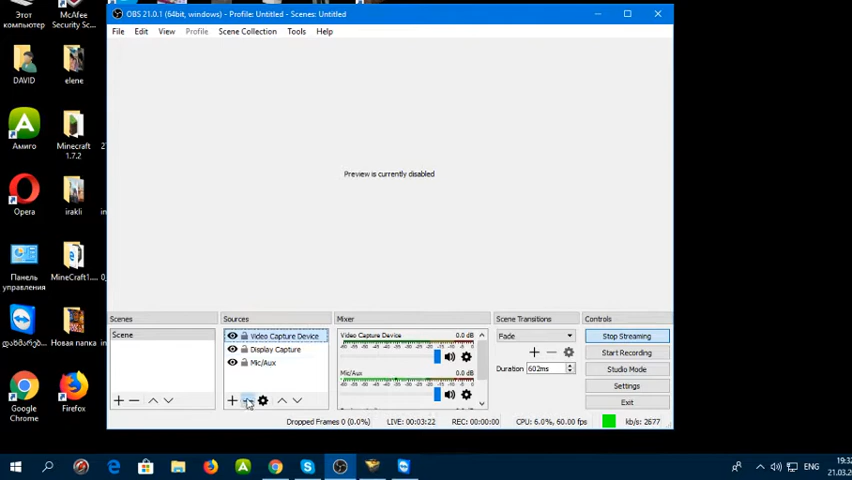 OBS 21.0.1 (64bit, windows) - Profile: Untitled - Scenes: Untitled
File Edit View Profile Scene Collection Tools Help
Этот
компьютер
McAfee
Security Sc...
DAVID
elene
Амиго
Minecraft
1.7.2
Opera
irakli
Панель
управления
MineCraft1....
Новая папка
Google
Chrome
Firefox
Preview is currently disabled
Scenes
Scene
Sources
Video Capture Device
Display Capture
Mic/Aux
Mixer
Video Capture Device 0.0 dB
Mic/Aux 0.0 dB
Scene Transitions
Fade
Duration 602ms
Controls
Stop Streaming
Start Recording
Studio Mode
Settings
Exit
Dropped Frames 0 (0.0%) LIVE: 00:03:22 REC: 00:00:00 CPU: 6.0%, 60.00 fps kb/s: 2677
ENG
19:32
21.03.2